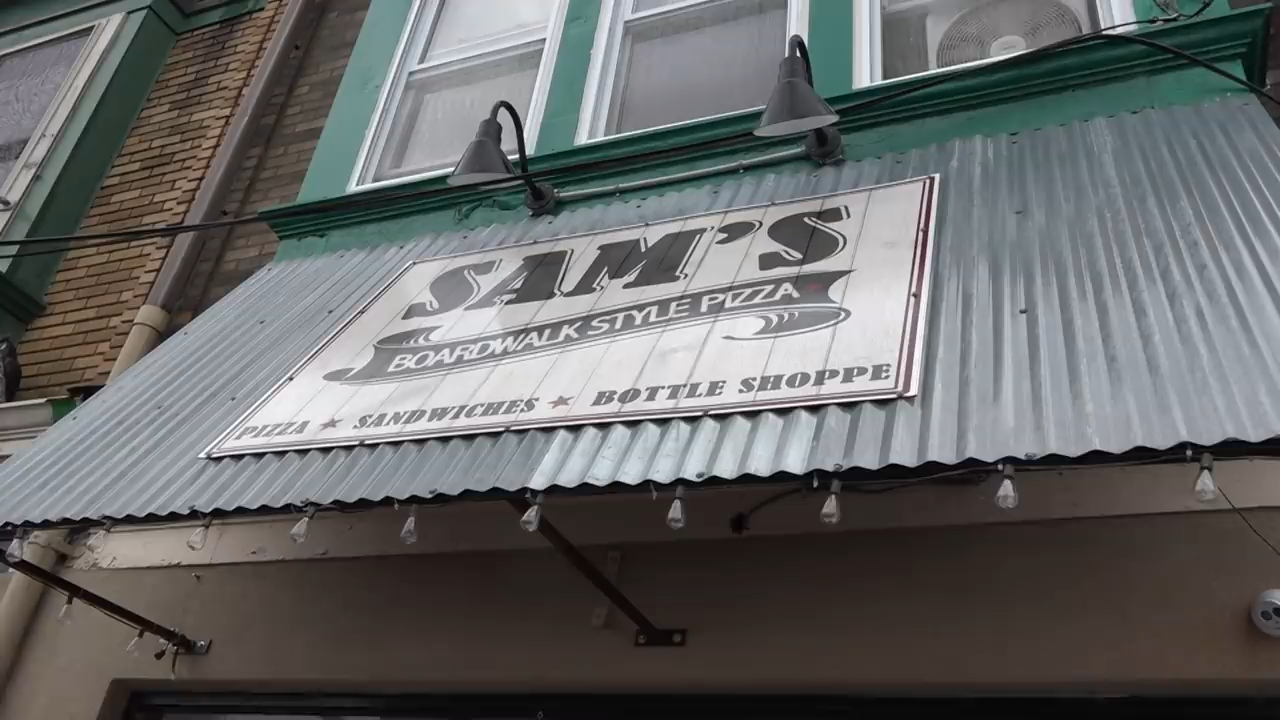 SAM'S
BOARDWALK STYLE PIZZA
PIZZA ★ SANDWICHES ★ BOTTLE SHOPPE